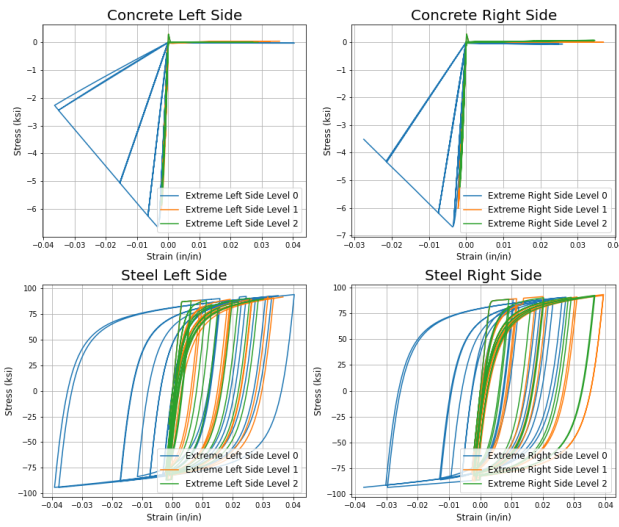 Concrete Left Side
Concrete Right Side
Stress (ksi)
0
−1
−2
−3
−4
−5
−6
Extreme Left Side Level 0
Extreme Left Side Level 1
Extreme Left Side Level 2
−0.04 −0.03 −0.02 −0.01 0.00 0.01 0.02 0.03 0.04
Strain (in/in)
Stress (ksi)
0
−1
−2
−3
−4
−5
−6
−7
Extreme Right Side Level 0
Extreme Right Side Level 1
Extreme Right Side Level 2
−0.03 −0.02 −0.01 0.00 0.01 0.02 0.03
Strain (in/in)
Steel Left Side
Steel Right Side
Stress (ksi)
100
75
50
25
0
−25
−50
−75
−100
Extreme Left Side Level 0
Extreme Left Side Level 1
Extreme Left Side Level 2
−0.04 −0.03 −0.02 −0.01 0.00 0.01 0.02 0.03 0.04
Strain (in/in)
Stress (ksi)
100
75
50
25
0
−25
−50
−75
−100
Extreme Right Side Level 0
Extreme Right Side Level 1
Extreme Right Side Level 2
−0.04 −0.03 −0.02 −0.01 0.00 0.01 0.02 0.03 0.04
Strain (in/in)